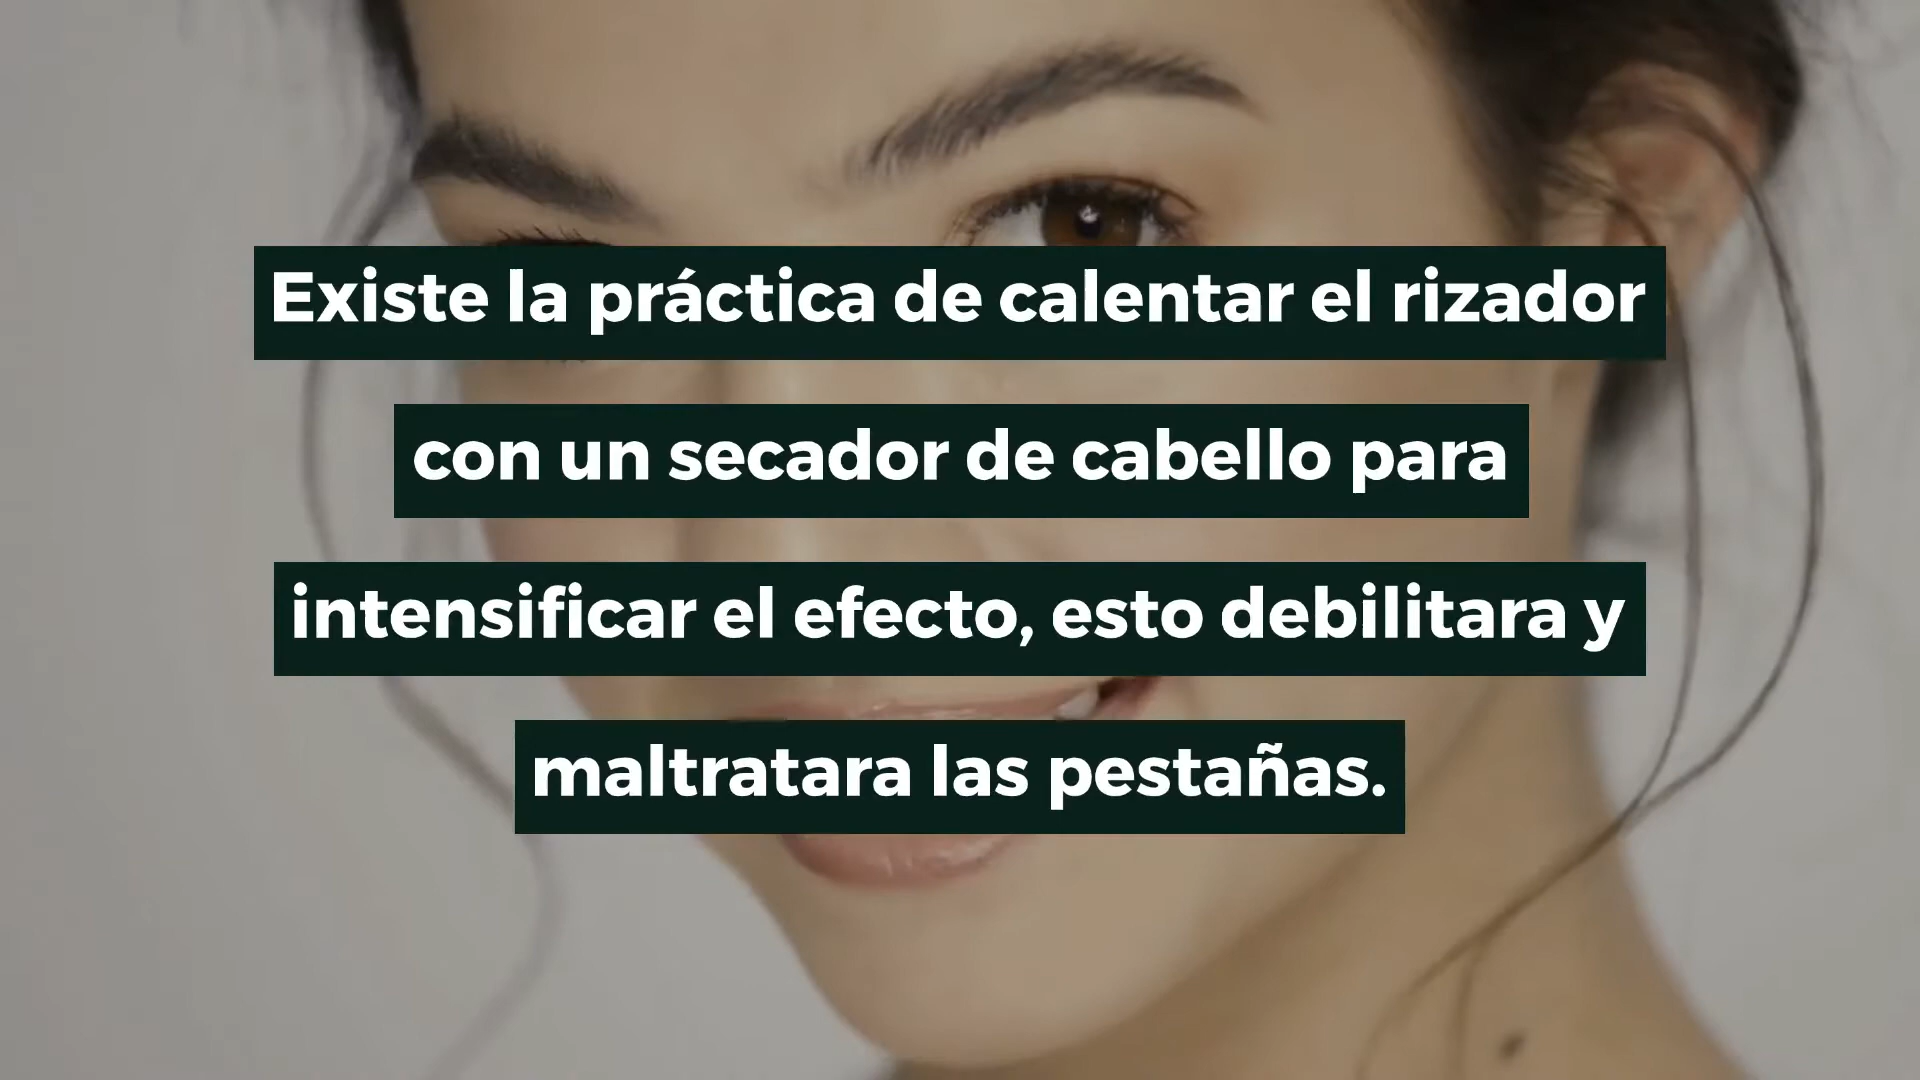 Existe la práctica de calentar el rizador
con un secador de cabello para
intensificar el efecto, esto debilitara y
maltratara las pestañas.